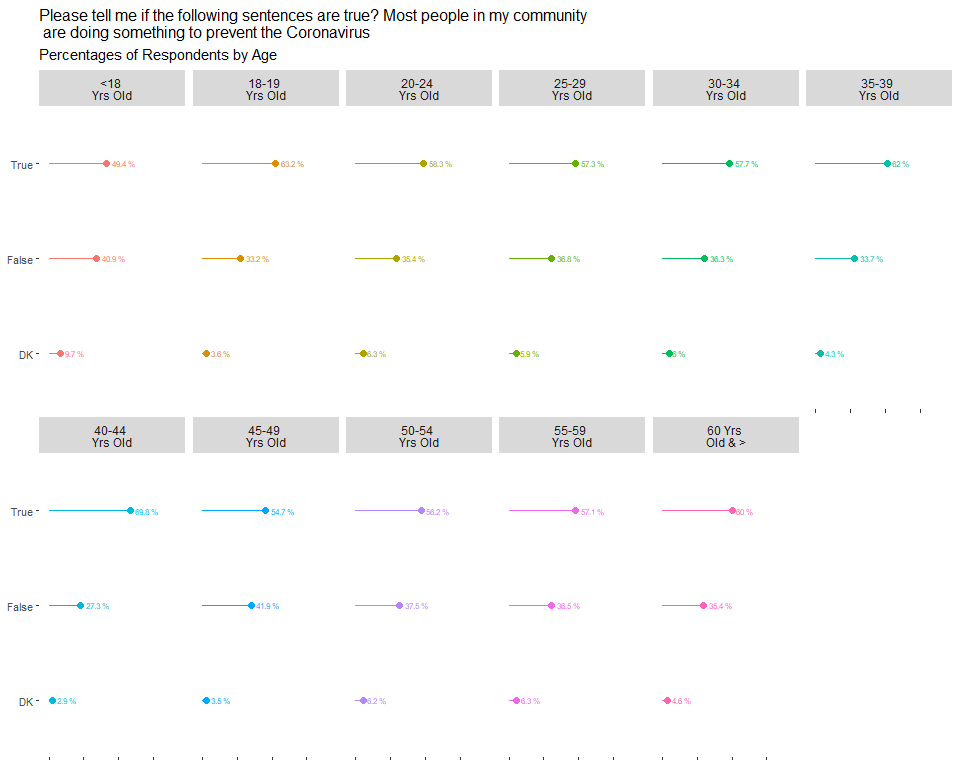 Please tell me if the following sentences are true? Most people in my community
are doing something to prevent the Coronavirus
Percentages of Respondents by Age
<18 18-19 20-24 25-29 30-34 35-39
Yrs Old Yrs Old Yrs Old Yrs Old Yrs Old Yrs Old
True 49.4 % 63.2 % 58.3 % 57.3 % 57.7 % 62 %
False 40.9 % 33.2 % 35.4 % 36.8 % 36.3 % 33.7 %
DK 9.7 % 3.6 % 6.3 % 5.9 % 6 % 4.3 %
40-44 45-49 50-54 55-59 60 Yrs
Yrs Old Yrs Old Yrs Old Yrs Old Old & >
True 69.8 % 54.7 % 56.2 % 57.1 % 60 %
False 27.3 % 41.9 % 37.5 % 36.5 % 35.4 %
DK 2.9 % 3.5 % 6.2 % 6.3 % 4.6 %